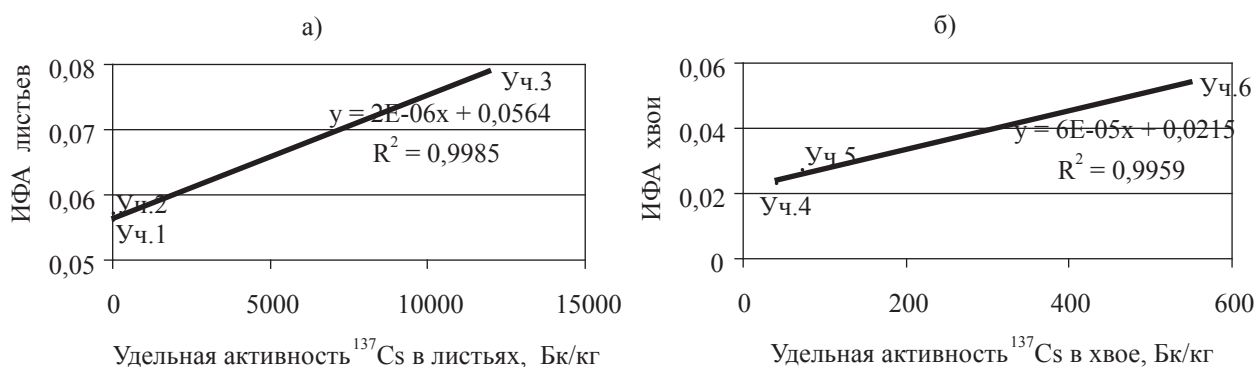 а)
ИФА листьев
0,08
0,07
0,06
0,05
Уч.3
y = 2E-06x + 0,0564
R² = 0,9985
Уч.2
Уч.1
0 5000 10000 15000
Удельная активность ¹³⁷Cs в листьях, Бк/кг
б)
ИФА хвои
0,06
0,04
0,02
0
Уч.6
y = 6E-05x + 0,0215
R² = 0,9959
Уч.5
Уч.4
0 200 400 600
Удельная активность ¹³⁷Cs в хвое, Бк/кг